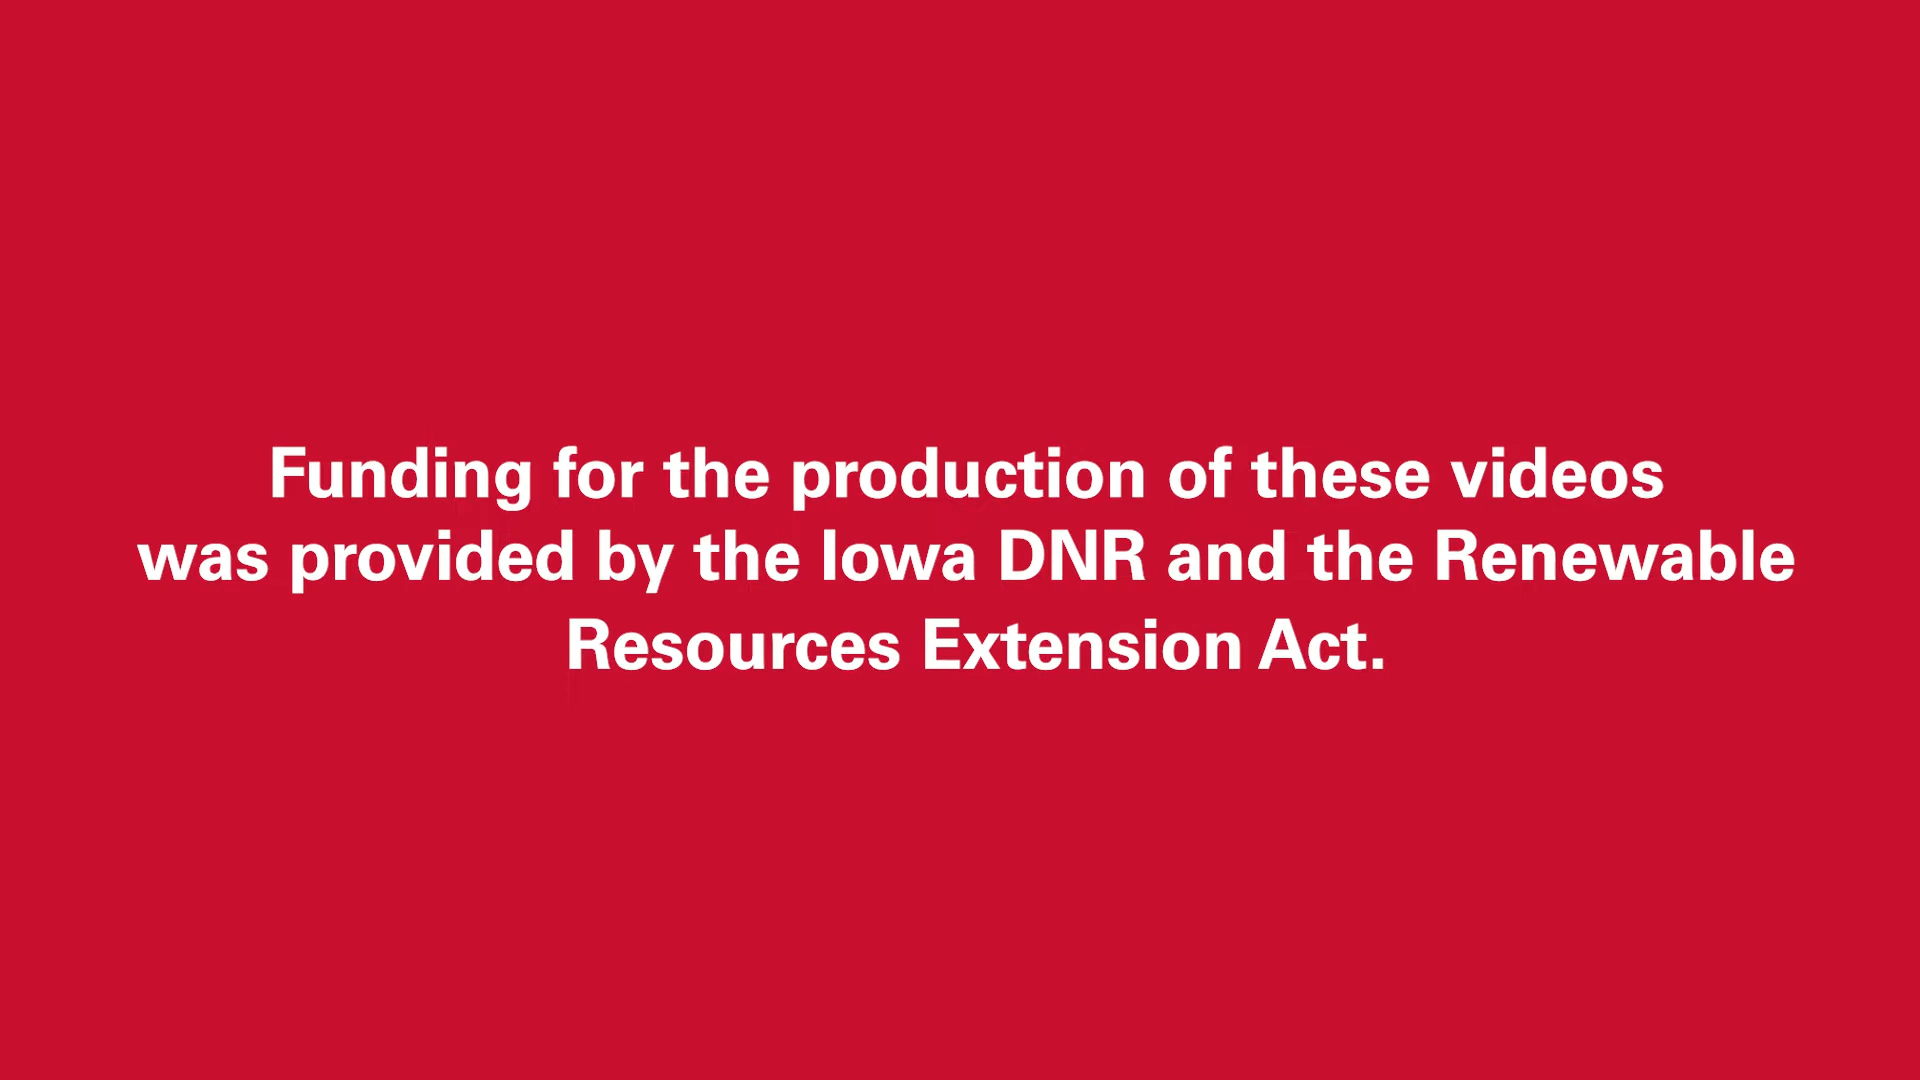 Funding for the production of these videos
was provided by the Iowa DNR and the Renewable
Resources Extension Act.